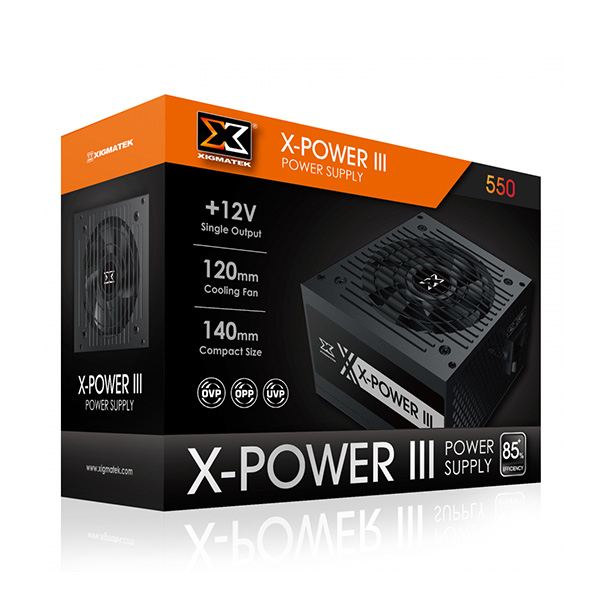 XIGMATEK
X-POWER III
POWER SUPPLY
www.xigmatek.com
XIGMATEK
®
X-POWER III
POWER SUPPLY
550
+12V
Single Output
120mm
Cooling Fan
140mm
Compact Size
OVP OPP UVP
X-POWER III
X-POWER III
POWER
SUPPLY
85+%
EFFICIENCY